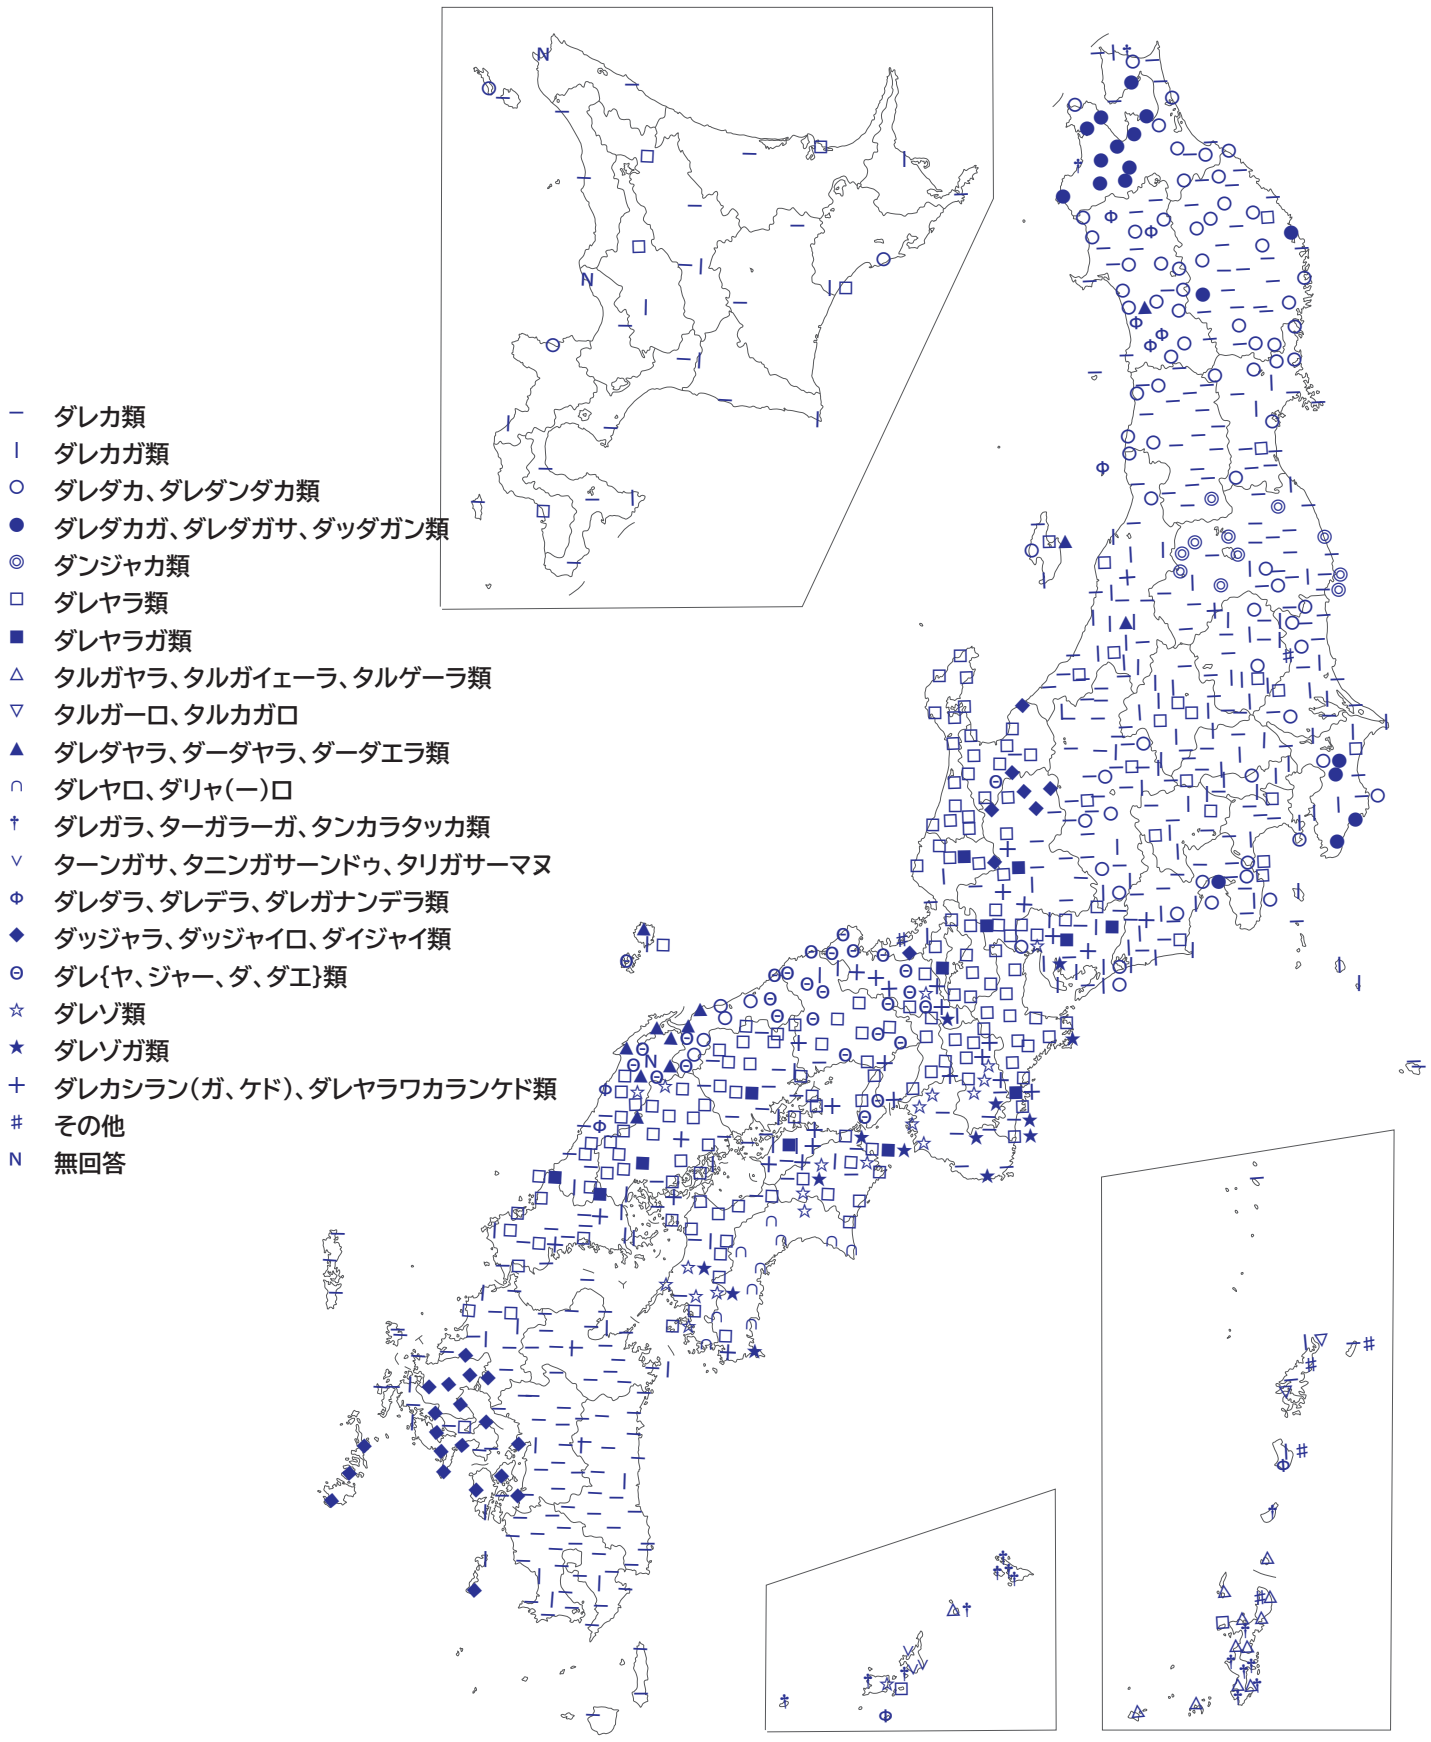 ダレカ類
ダレカガ類
ダレダカ、ダレダンダカ類
ダレダカガ、ダレダガサ、ダッダガン類
ダンジャカ類
ダレヤラ類
ダレヤラガ類
タルガヤラ、タルガイェーラ、タルゲーラ類
タルガーロ、タルカガロ
ダレダヤラ、ダーダヤラ、ダーダエラ類
ダレヤロ、ダリャ(ー)ロ
ダレガラ、ターガラーガ、タンカラタッカ類
ターンガサ、タニンガサーンドゥ、タリガサーマヌ
ダレダラ、ダレデラ、ダレガナンデラ類
ダッジャラ、ダッジャイロ、ダイジャイ類
ダレ{ヤ、ジャー、ダ、ダエ}類
ダレゾ類
ダレゾガ類
ダレカシラン(ガ、ケド)、ダレヤラワカランケド類
その他
N 無回答
N
N
N